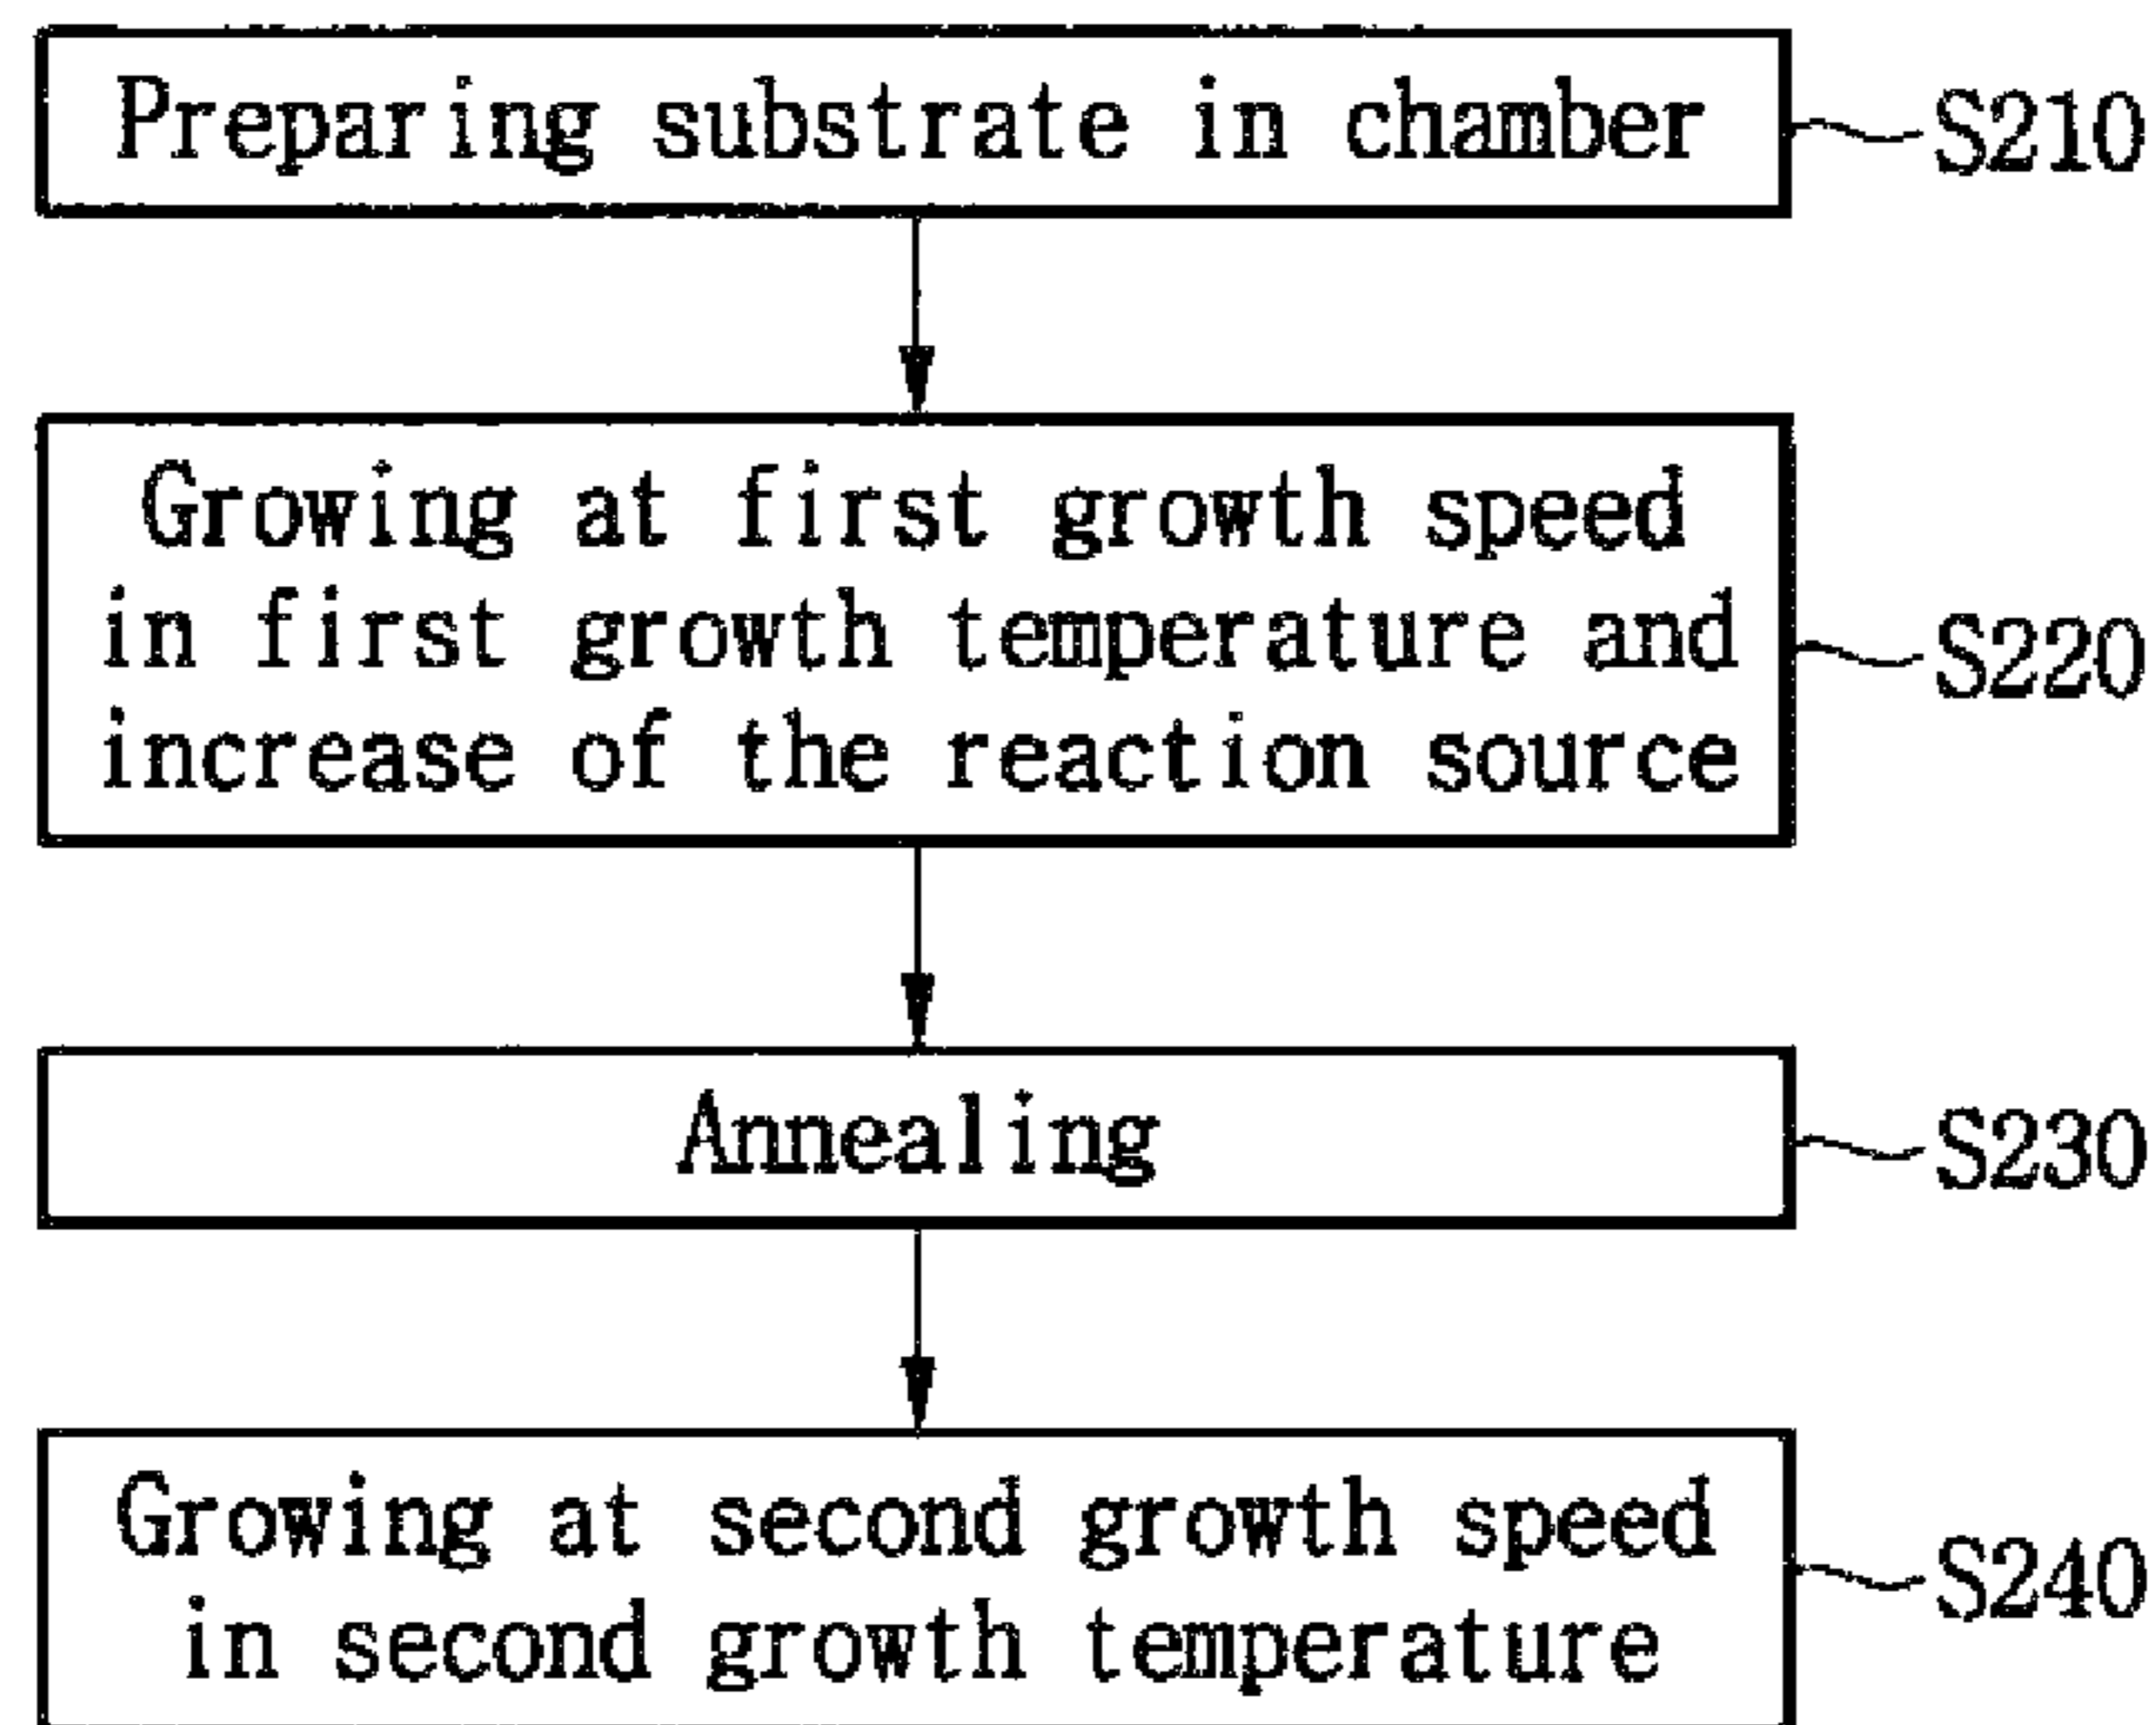 Preparing substrate in chamber
S210
Growing at first growth speed
in first growth temperature and
increase of the reaction source
S220
Annealing
S230
Growing at second growth speed
in second growth temperature
S240